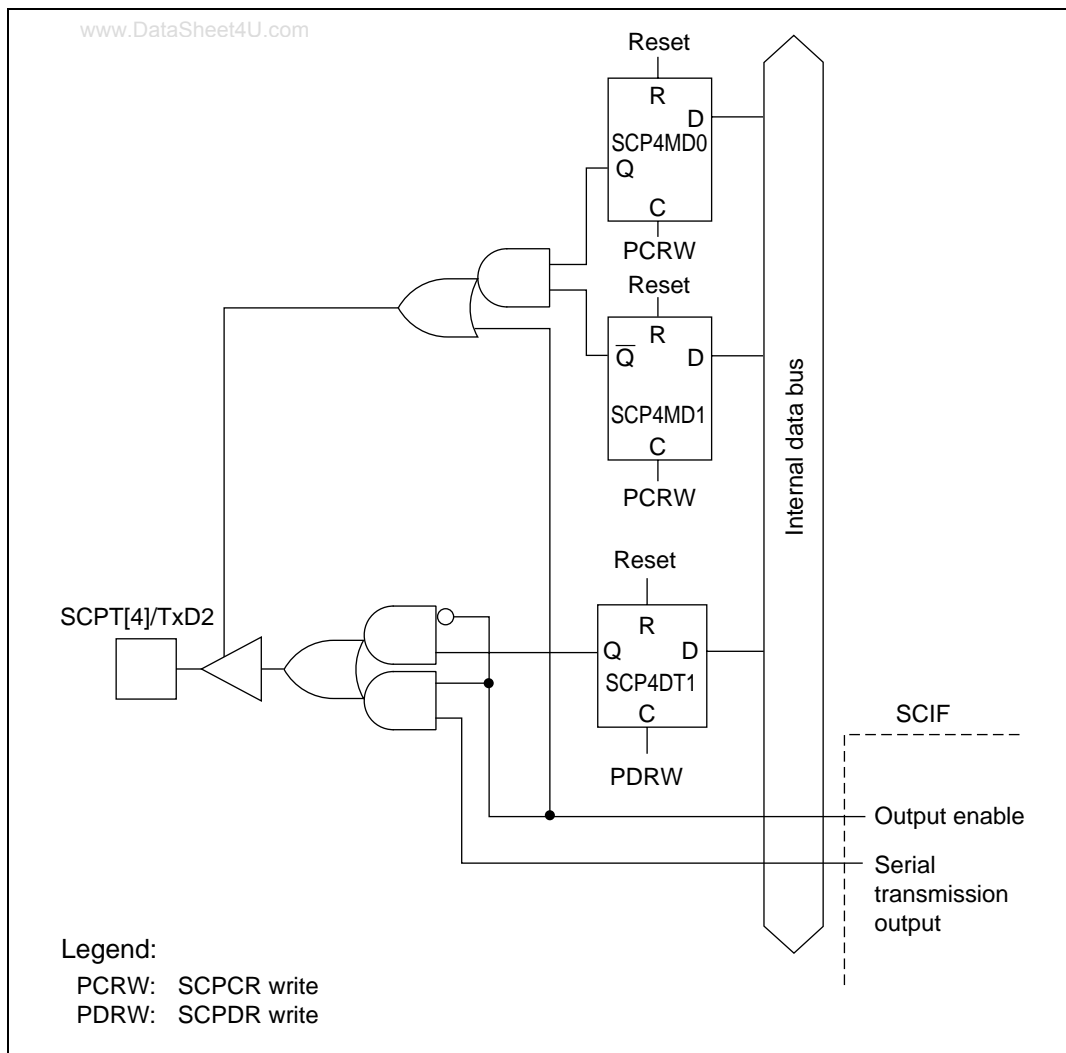 www.DataSheet4U.com
Reset
R
D
SCP4MD0
Q
C
PCRW
Reset
R
Q̅
D
SCP4MD1
C
PCRW
Internal data bus
Reset
R
Q
D
SCP4DT1
C
PDRW
SCPT[4]/TxD2
SCIF
Output enable
Serial
transmission
output
Legend:
PCRW: SCPCR write
PDRW: SCPDR write